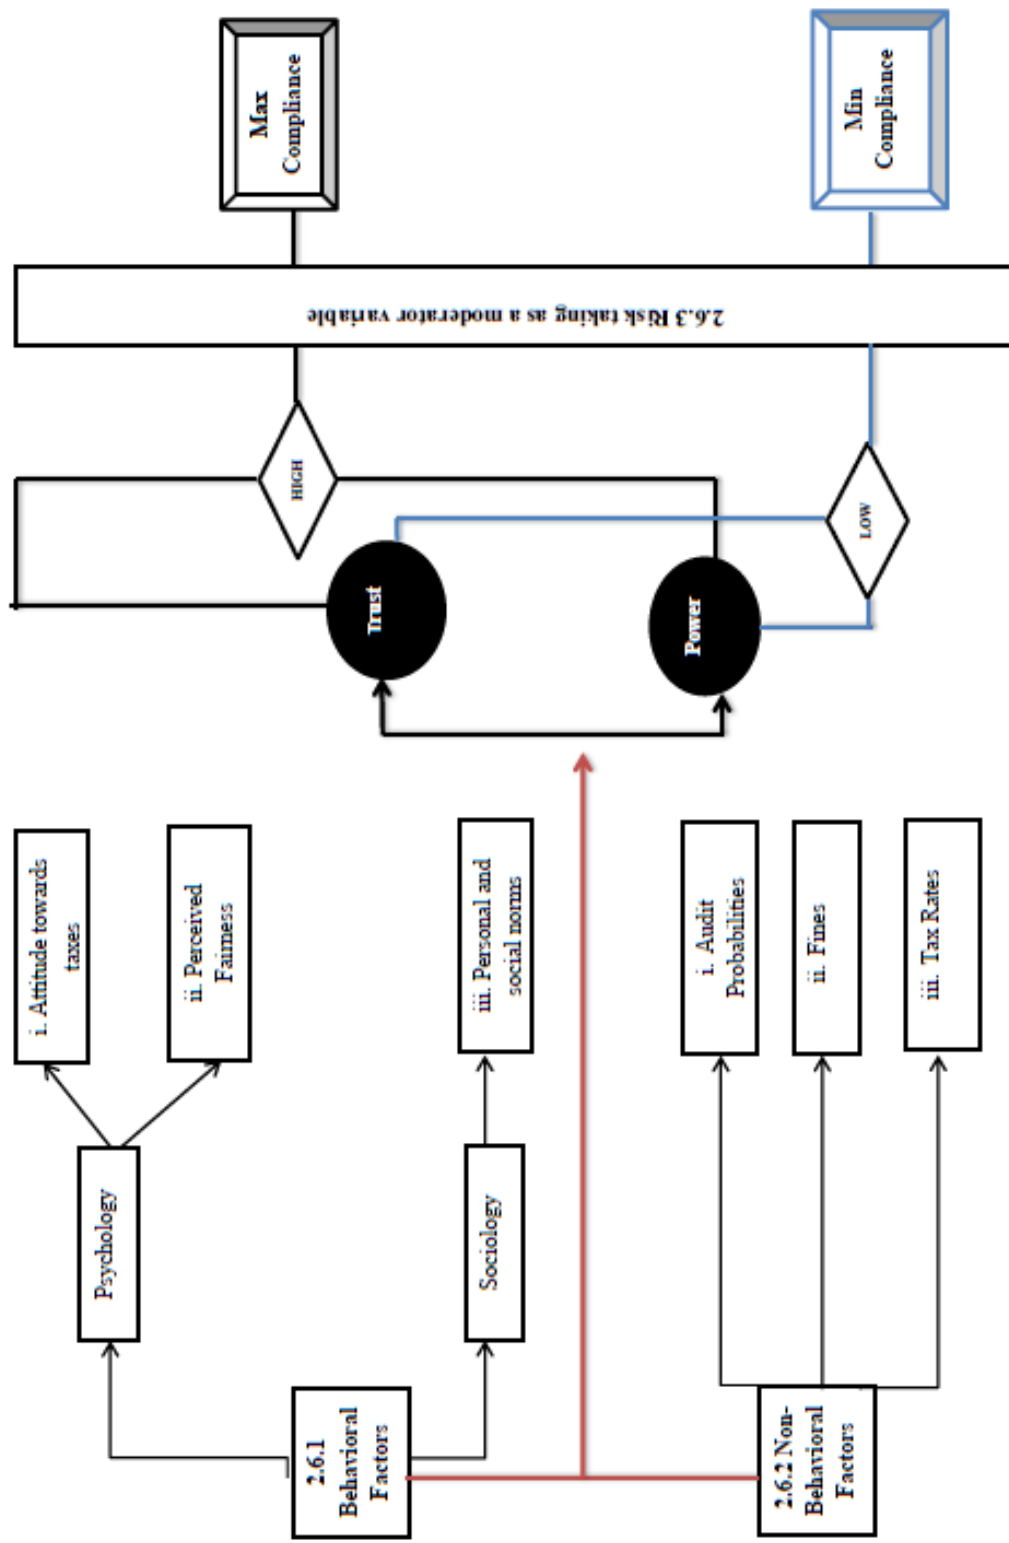 2.6.1
Behavioral
Factors
Psychology
i. Attitude towards
taxes
ii. Perceived
Fairness
Sociology
iii. Personal and
social norms
2.6.2 Non-
Behavioral
Factors
i. Audit
Probabilities
ii. Fines
iii. Tax Rates
Trust
Power
HIGH
LOW
2.6.3 Risk taking as a moderator variable
Max
Compliance
Min
Compliance